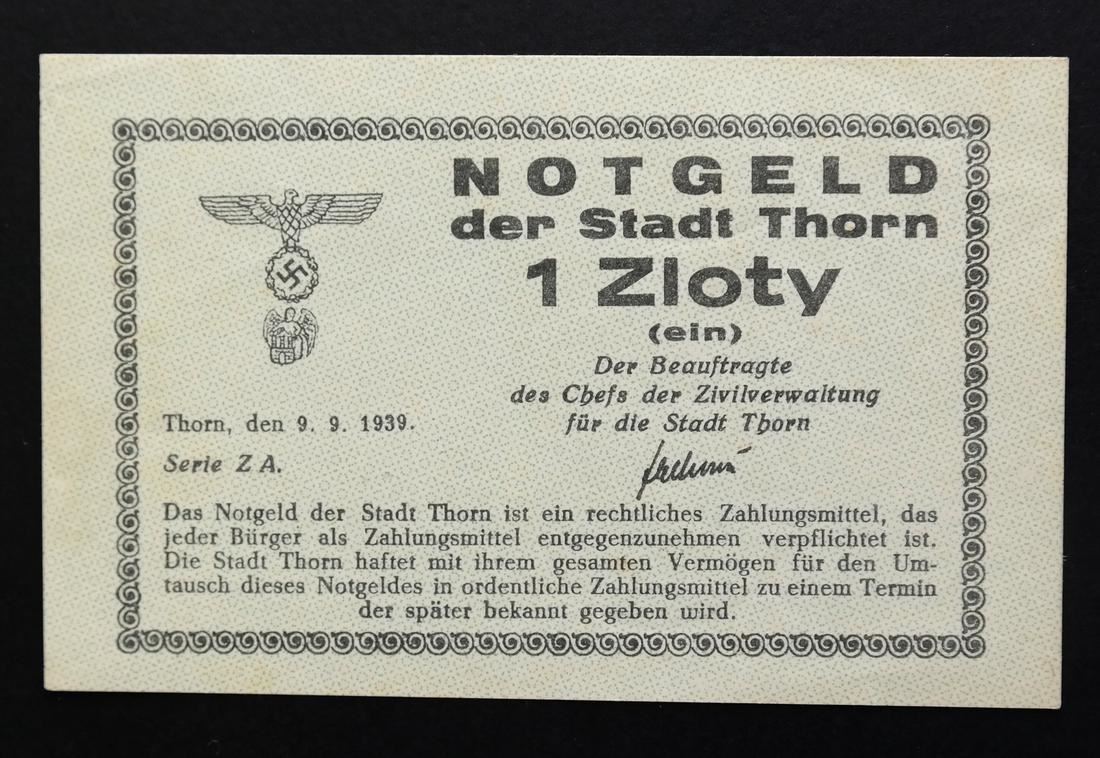 NOTGELD
der Stadt Thorn
1 Zloty
(ein)
Der Beauftragte
des Chefs der Zivilverwaltung
für die Stadt Thorn
Thorn, den 9. 9. 1939.
Serie Z A.
Das Notgeld der Stadt Thorn ist ein rechtliches Zahlungsmittel, das
jeder Bürger als Zahlungsmittel entgegenzunehmen verpflichtet ist.
Die Stadt Thorn haftet mit ihrem gesamten Vermögen für den Um-
tausch dieses Notgeldes in ordentliche Zahlungsmittel zu einem Termin
der später bekannt gegeben wird.